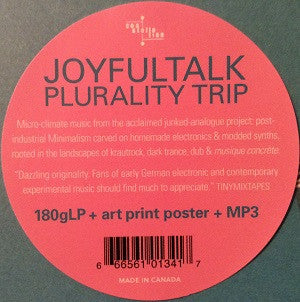 con
stella
tion
JOYFULTALK
PLURALITY TRIP
Micro-climate music from the acclaimed junked-analogue project: post-
industrial Minimalism carved on homemade electronics & modded synths,
rooted in the landscapes of krautrock, dark trance, dub & musique concrète.
"Dazzling originality. Fans of early German electronic and contemporary
experimental music should find much to appreciate." TINYMIXTAPES
180gLP + art print poster + MP3
6 66561 01341 7
MADE IN CANADA